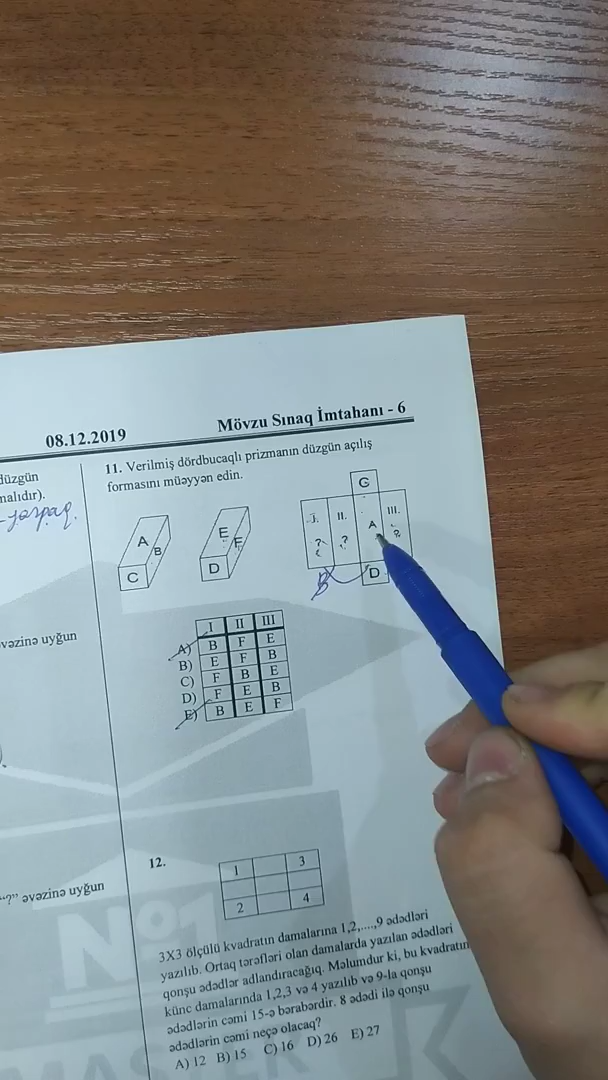 08.12.2019
Mövzu Sınaq İmtahanı - 6
düzgün
malıdır).
-yarpaq.
əvəzinə uyğun
"?" əvəzinə uyğun
11. Verilmiş dördbucaqlı prizmanın düzgün açılış
formasını müəyyən edin.
A
B
C
E
F
D
G
I. II. A III.
? ? ?
B D
I II III
A) B F E
B) E F B
C) F B E
D) F E B
E) B E F
12.
1 3
2 4
3X3 ölçülü kvadratın damalarına 1,2,....,9 ədədləri
yazılıb. Ortaq tərəfləri olan damalarda yazılan ədədləri
qonşu ədədlər adlandıracağıq. Məlumdur ki, bu kvadratın
künc damalarında 1,2,3 və 4 yazılıb və 9-la qonşu
ədədlərin cəmi 15-ə bərabərdir. 8 ədədi ilə qonşu
ədədlərin cəmi neçə olacaq?
A) 12 B) 15 C) 16 D) 26 E) 27
№1
MASTER